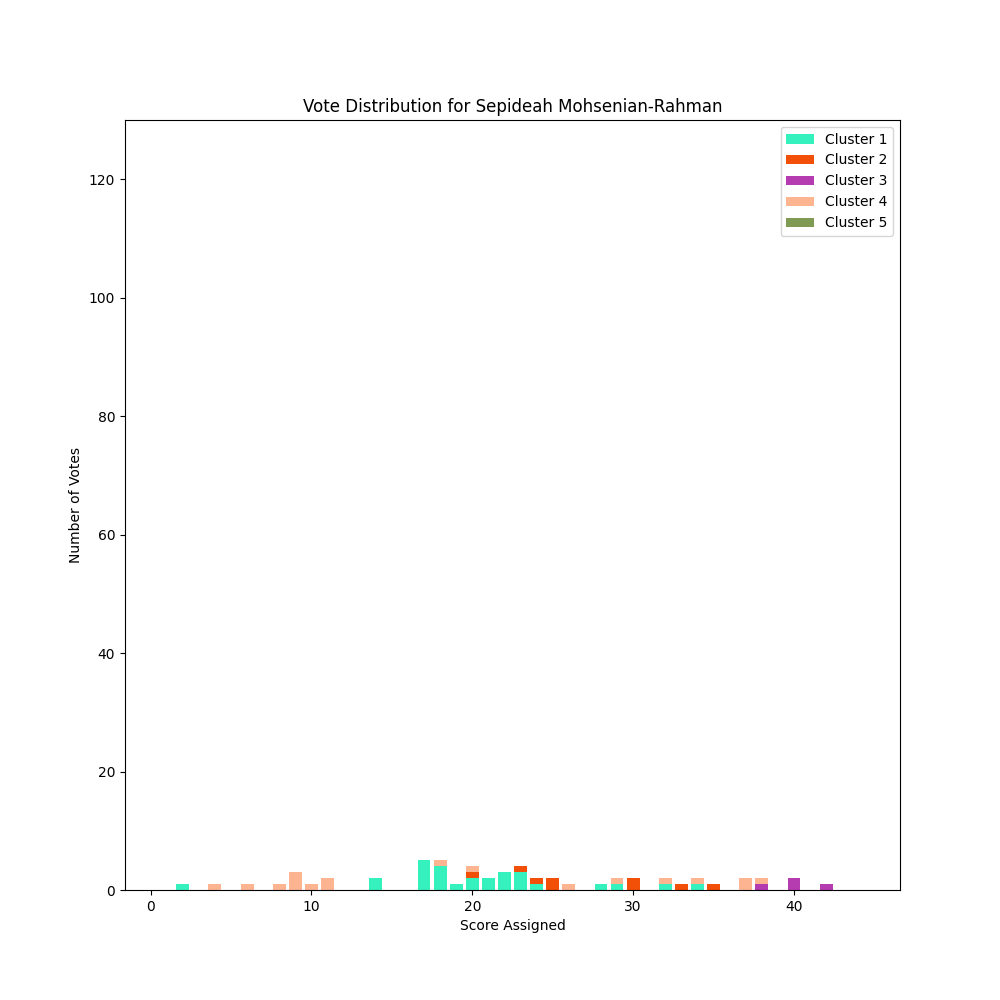 Vote Distribution for Sepideah Mohsenian-Rahman
Cluster 1
Cluster 2
Cluster 3
Cluster 4
Cluster 5
120
100
80
60
40
20
0
Number of Votes
0 10 20 30 40
Score Assigned